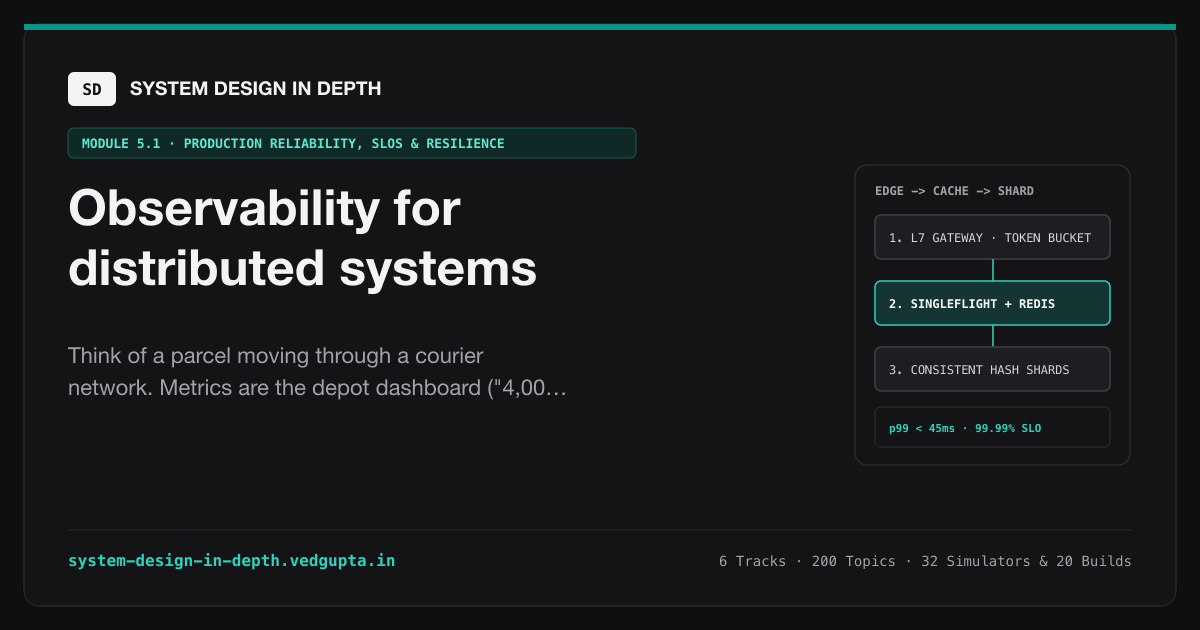 SD SYSTEM DESIGN IN DEPTH
MODULE 5.1 · PRODUCTION RELIABILITY, SLOS & RESILIENCE
Observability for
distributed systems
Think of a parcel moving through a courier
network. Metrics are the depot dashboard ("4,00…
EDGE —> CACHE —> SHARD
1. L7 GATEWAY · TOKEN BUCKET
2. SINGLEFLIGHT + REDIS
3. CONSISTENT HASH SHARDS
p99 < 45ms · 99.99% SLO
system-design-in-depth.vedgupta.in
6 Tracks · 200 Topics · 32 Simulators & 20 Builds